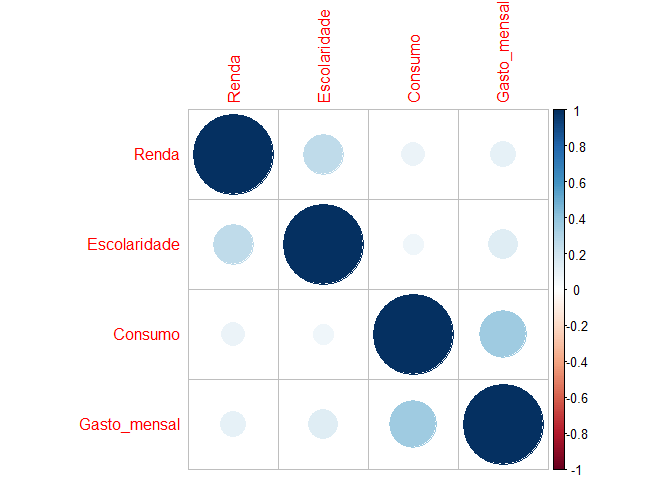 Renda
Escolaridade
Consumo
Gasto_mensal
Renda
Escolaridade
Consumo
Gasto_mensal
1
0.8
0.6
0.4
0.2
0
-0.2
-0.4
-0.6
-0.8
-1